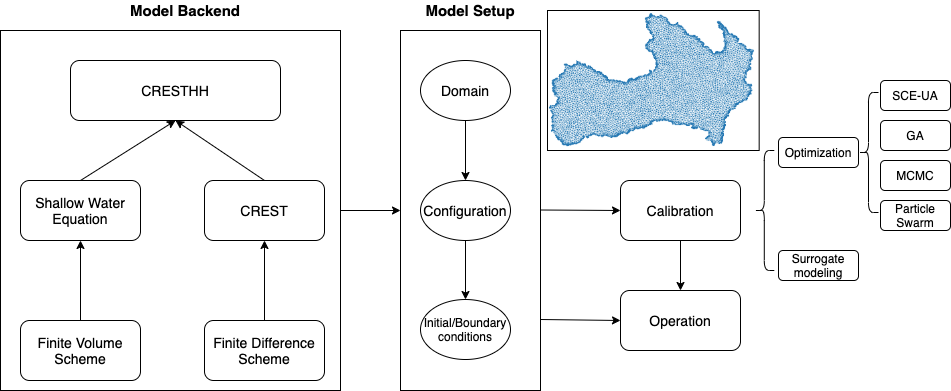 Model Backend
CRESTHH
Shallow Water
Equation
CREST
Finite Volume
Scheme
Finite Difference
Scheme
Model Setup
Domain
Configuration
Initial/Boundary
conditions
Calibration
Operation
Optimization
Surrogate
modeling
SCE-UA
GA
MCMC
Particle
Swarm